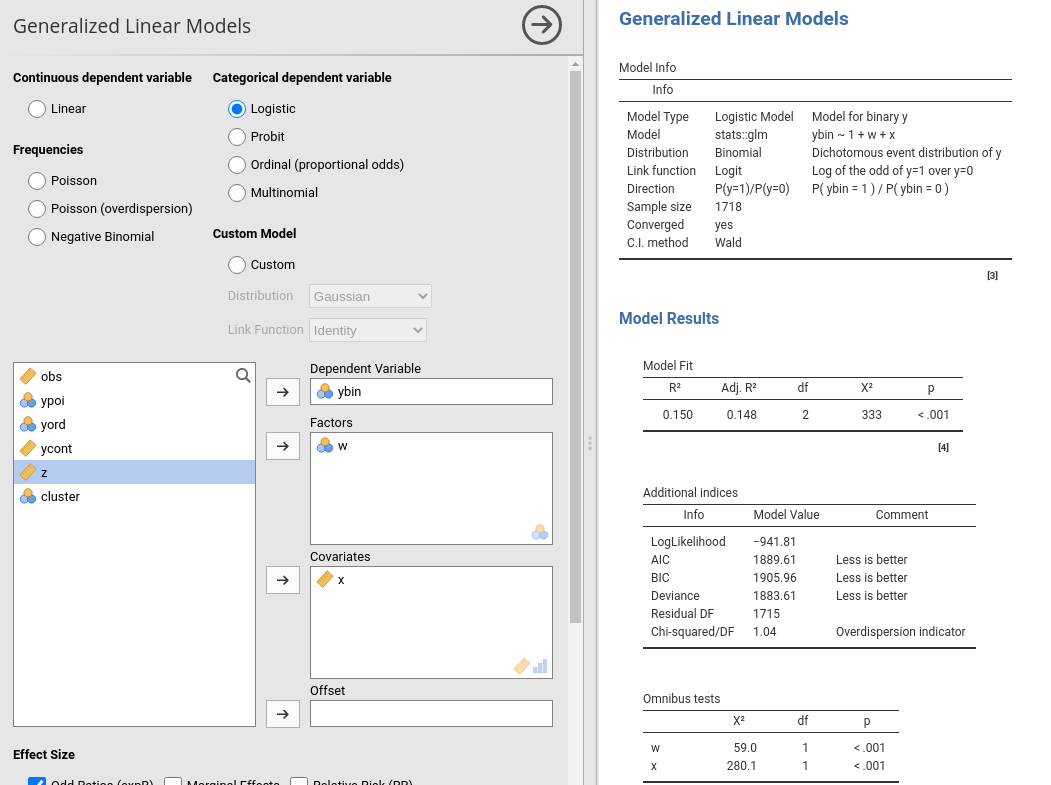 Generalized Linear Models
Continuous dependent variable
Linear
Frequencies
Poisson
Poisson (overdispersion)
Negative Binomial
Categorical dependent variable
Logistic
Probit
Ordinal (proportional odds)
Multinomial
Custom Model
Custom
Distribution Gaussian
Link Function Identity
obs
ypoi
yord
ycont
z
cluster
Dependent Variable
ybin
Factors
w
Covariates
x
Offset
Effect Size
Odd Ratios (expB) Marginal Effects Relative Risk (RR)
Generalized Linear Models
Model Info
Info
Model Type Logistic Model Model for binary y
Model stats::glm ybin ~ 1 + w + x
Distribution Binomial Dichotomous event distribution of y
Link function Logit Log of the odd of y=1 over y=0
Direction P(y=1)/P(y=0) P( ybin = 1 ) / P( ybin = 0 )
Sample size 1718
Converged yes
C.I. method Wald
[3]
Model Results
Model Fit
R² Adj. R² df X² p
0.150 0.148 2 333 < .001
[4]
Additional indices
Info Model Value Comment
LogLikelihood −941.81
AIC 1889.61 Less is better
BIC 1905.96 Less is better
Deviance 1883.61 Less is better
Residual DF 1715
Chi-squared/DF 1.04 Overdispersion indicator
Omnibus tests
X² df p
w 59.0 1 < .001
x 280.1 1 < .001